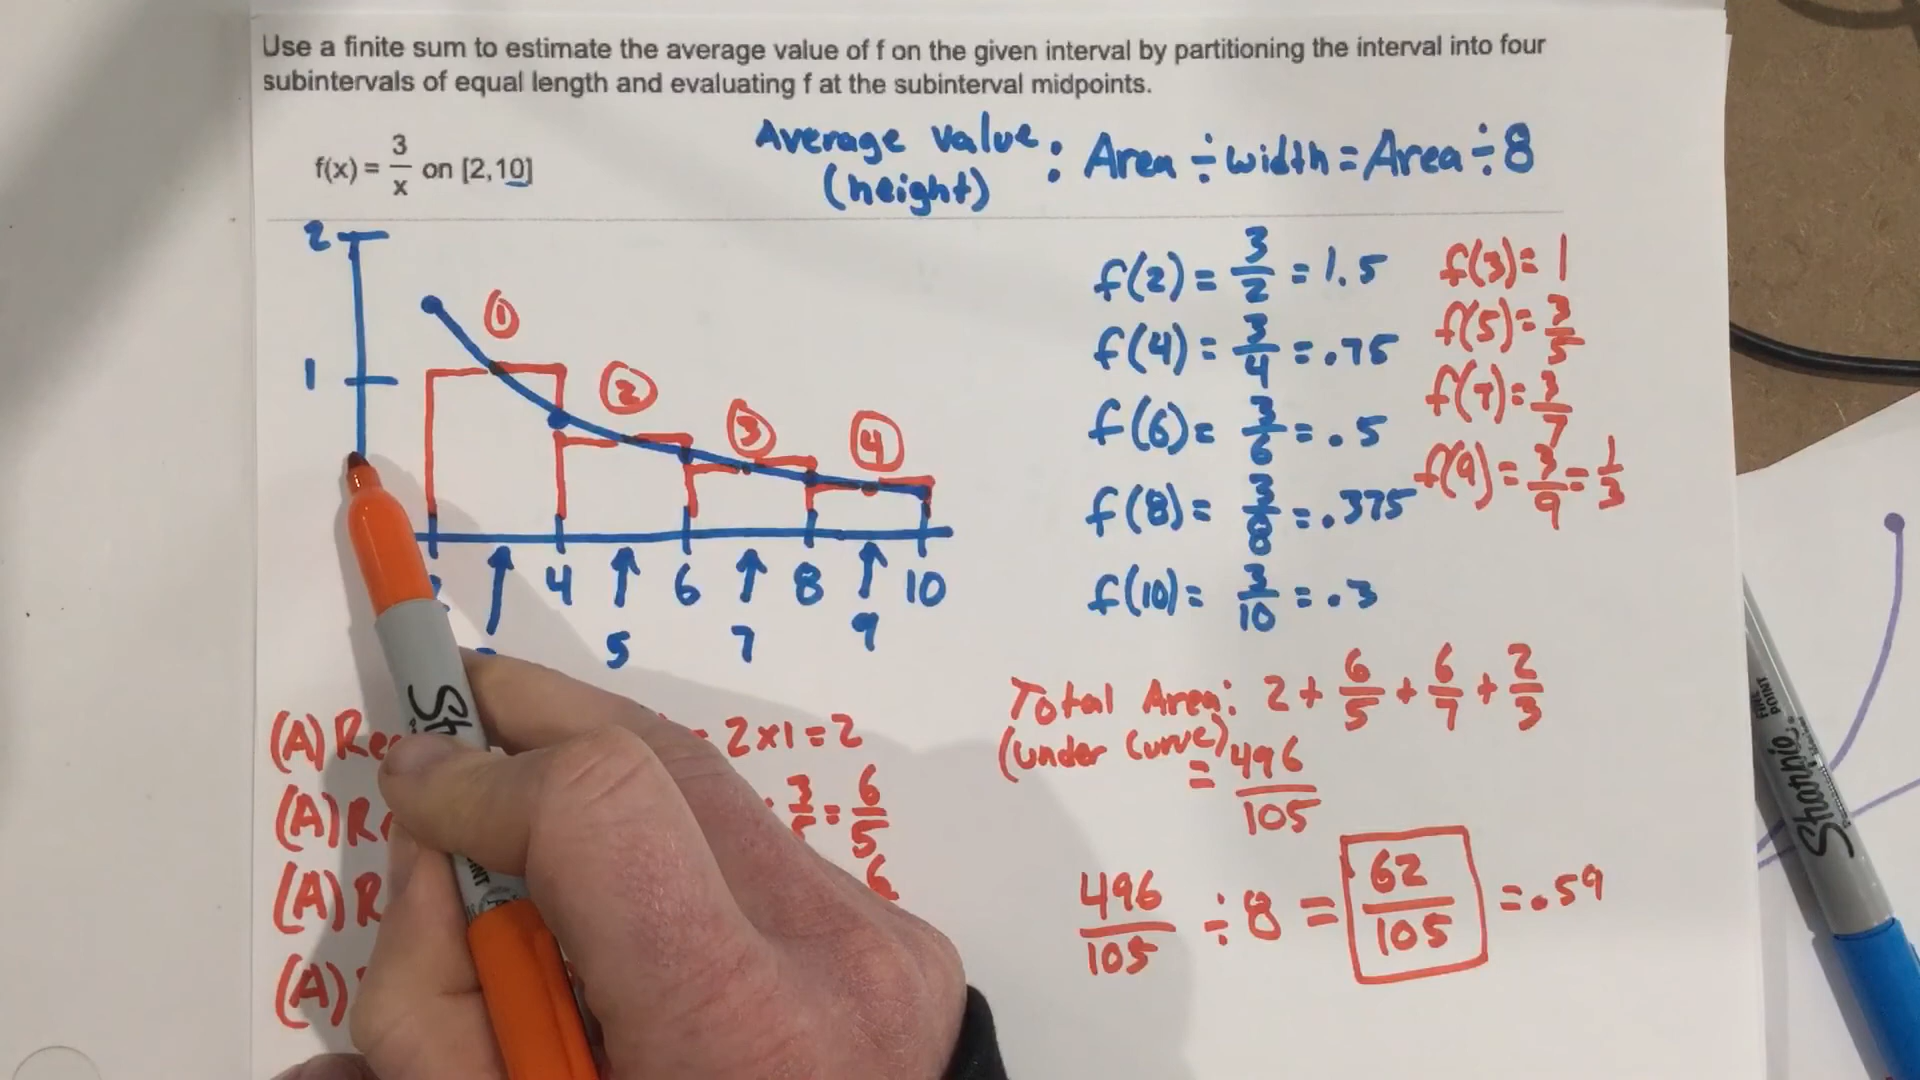 Use a finite sum to estimate the average value of f on the given interval by partitioning the interval into four
subintervals of equal length and evaluating f at the subinterval midpoints.
f(x) = 3/x on [2,10]
Average value: Area ÷ width = Area ÷ 8
(height)
2
1
①
②
③
④
4 6 8 10
5 7 9
f(2) = 3/2 = 1.5
f(4) = 3/4 = .75
f(6) = 3/6 = .5
f(8) = 3/8 = .375
f(10) = 3/10 = .3
f(3) = 1
f(5) = 3/5
f(7) = 3/7
f(9) = 3/9 = 1/3
(A) Rec = 2×1 = 2
(A) R = 6/5
(A) R 6
(A)
Total Area: 2 + 6/5 + 6/7 + 2/3
(under curve) = 496/105
496/105 ÷ 8 = 62/105 = .59
Sharpie
FINE POINT